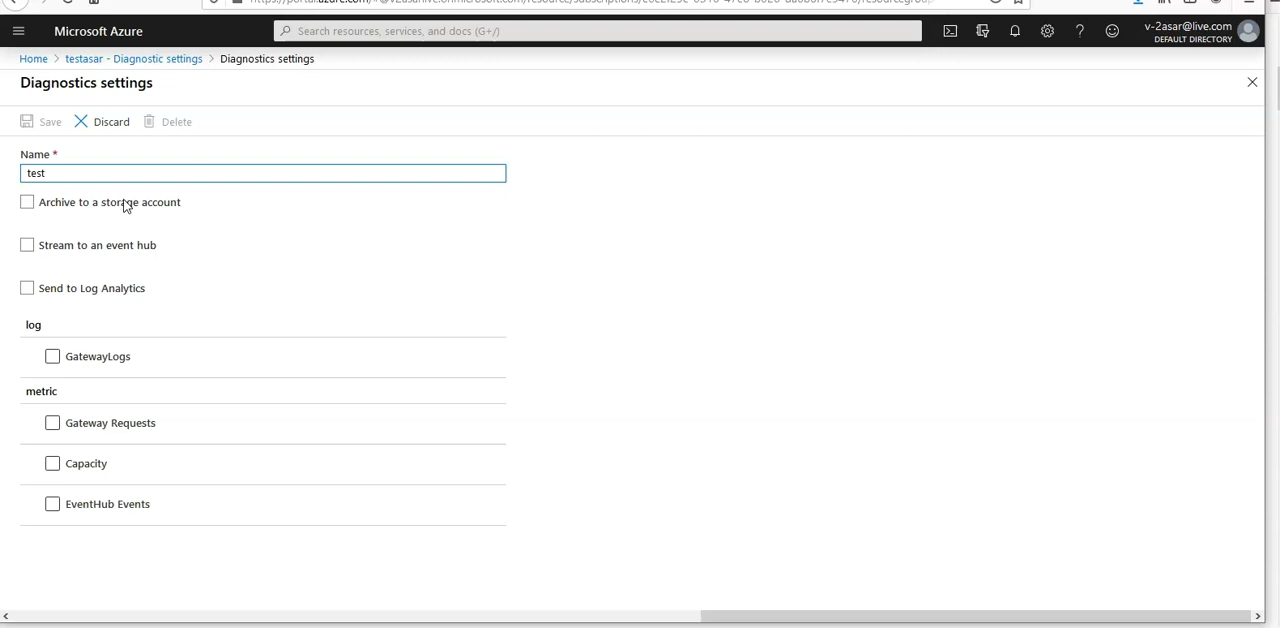 Microsoft Azure
Search resources, services, and docs (G+/)
v-2asar@live.com
DEFAULT DIRECTORY
Home > testasar - Diagnostic settings > Diagnostics settings
Diagnostics settings
Save Discard Delete
Name *
test
Archive to a storage account
Stream to an event hub
Send to Log Analytics
log
GatewayLogs
metric
Gateway Requests
Capacity
EventHub Events